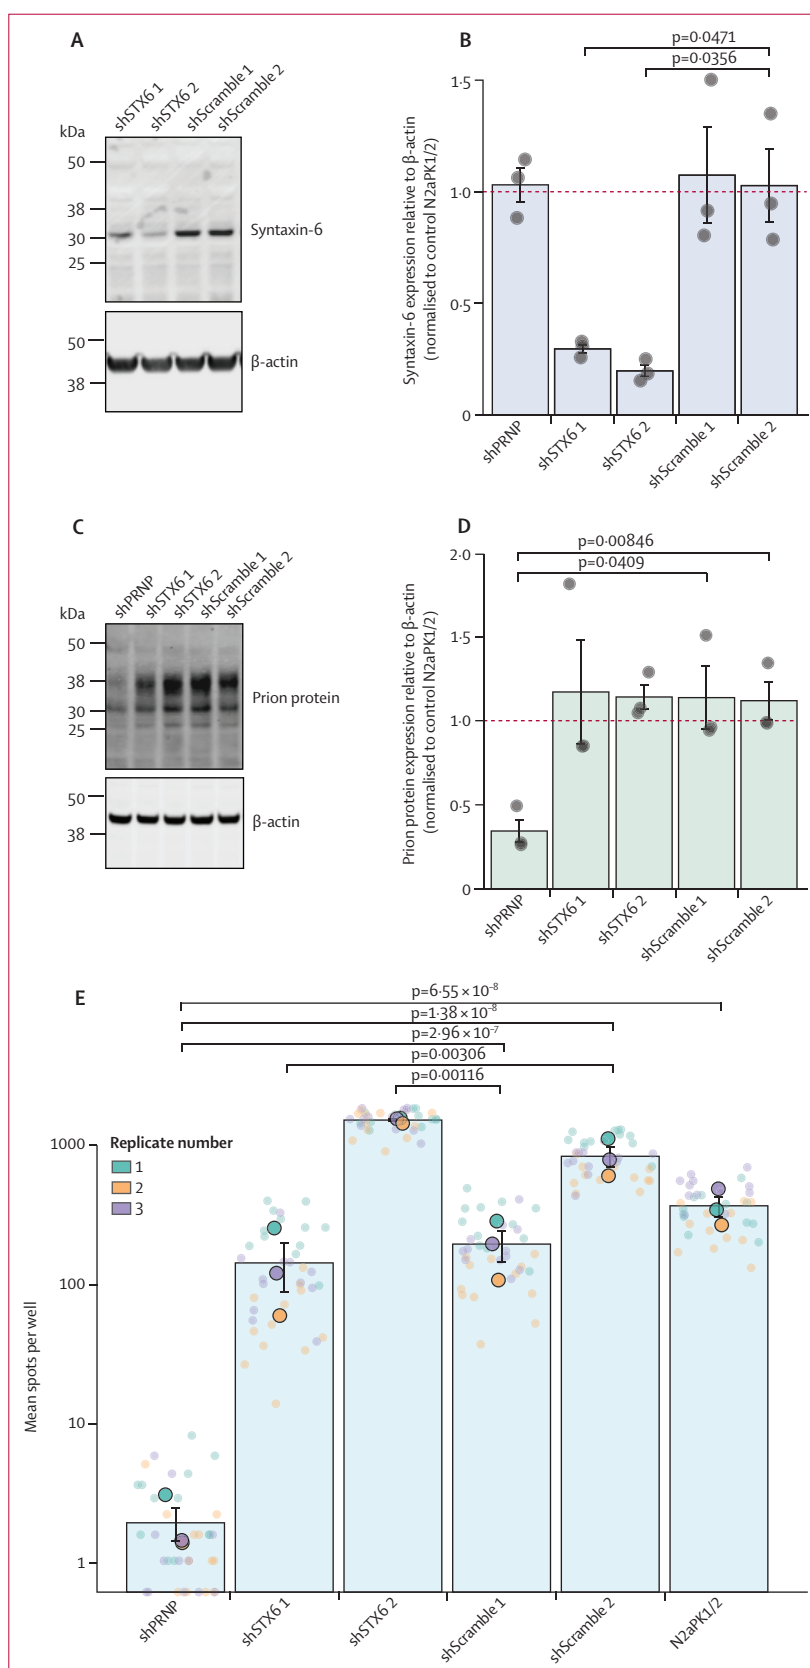 A
shSTX6 1
shSTX6 2
shScramble 1
shScramble 2
kDa
50
38
30
25
Syntaxin-6
50
38
β-actin
B
p=0·0471
p=0·0356
Syntaxin-6 expression relative to β-actin
(normalised to control N2aPK1/2)
1·5
1·0
0·5
0
shPRNP
shSTX6 1
shSTX6 2
shScramble 1
shScramble 2
C
shPRNP
shSTX6 1
shSTX6 2
shScramble 1
shScramble 2
kDa
50
38
30
25
Prion protein
50
38
β-actin
D
p=0·00846
p=0·0409
Prion protein expression relative to β-actin
(normalised to control N2aPK1/2)
2·0
1·5
1·0
0·5
0
shPRNP
shSTX6 1
shSTX6 2
shScramble 1
shScramble 2
E
p=6·55 × 10⁻⁸
p=1·38 × 10⁻⁸
p=2·96 × 10⁻⁷
p=0·00306
p=0·00116
Replicate number
1
2
3
Mean spots per well
1000
100
10
1
shPRNP
shSTX6 1
shSTX6 2
shScramble 1
shScramble 2
N2aPK1/2